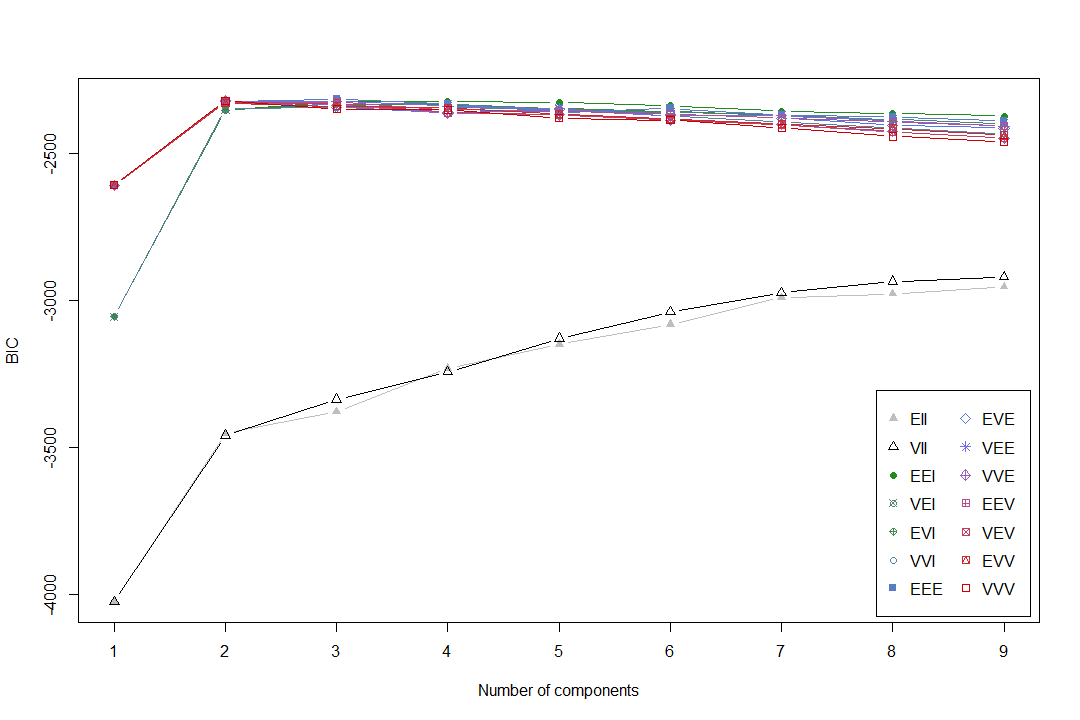 -2500
-3000
-3500
-4000
BIC
EII EVE
VII VEE
EEI VVE
VEI EEV
EVI VEV
VVI EVV
EEE VVV
1 2 3 4 5 6 7 8 9
Number of components